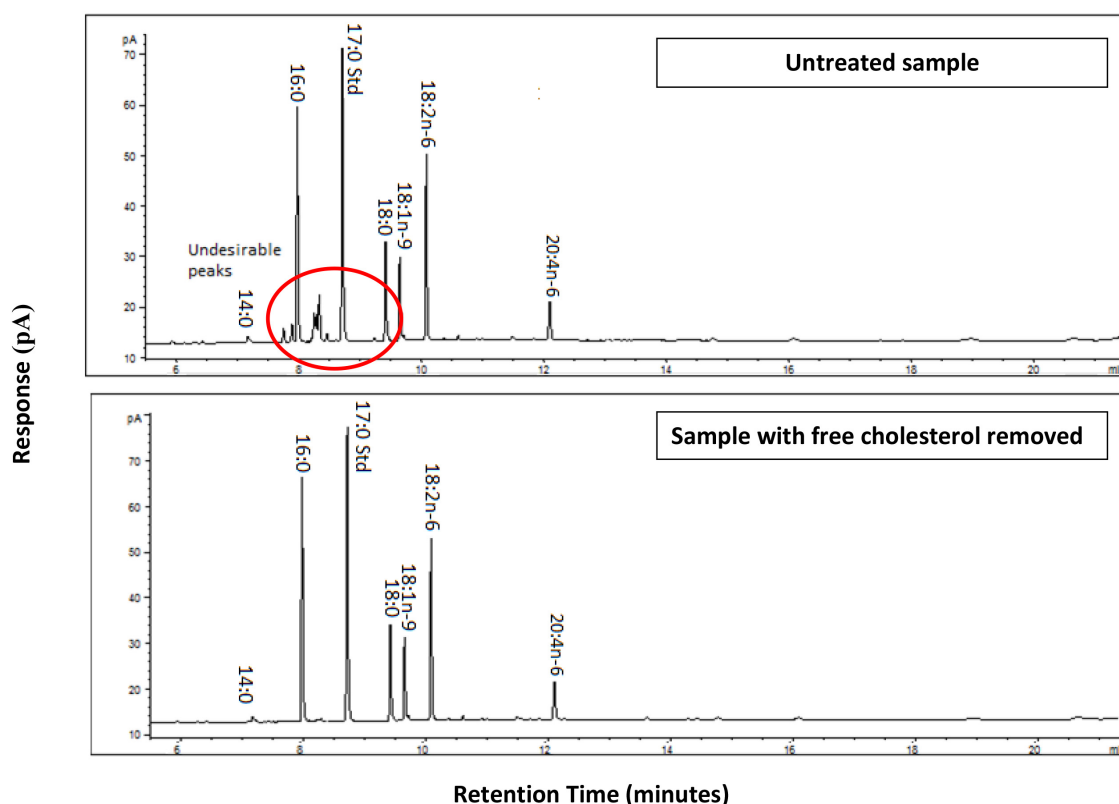 Response (pA)
pA
70
60
50
40
30
20
10
Untreated sample
Undesirable
peaks
14:0
16:0
17:0 Std
18:0
18:1n-9
18:2n-6
20:4n-6
6
8
10
12
14
16
18
20
mi
pA
70
60
50
40
30
20
10
Sample with free cholesterol removed
14:0
16:0
17:0 Std
18:0
18:1n-9
18:2n-6
20:4n-6
6
8
10
12
14
16
18
20
mi
Retention Time (minutes)